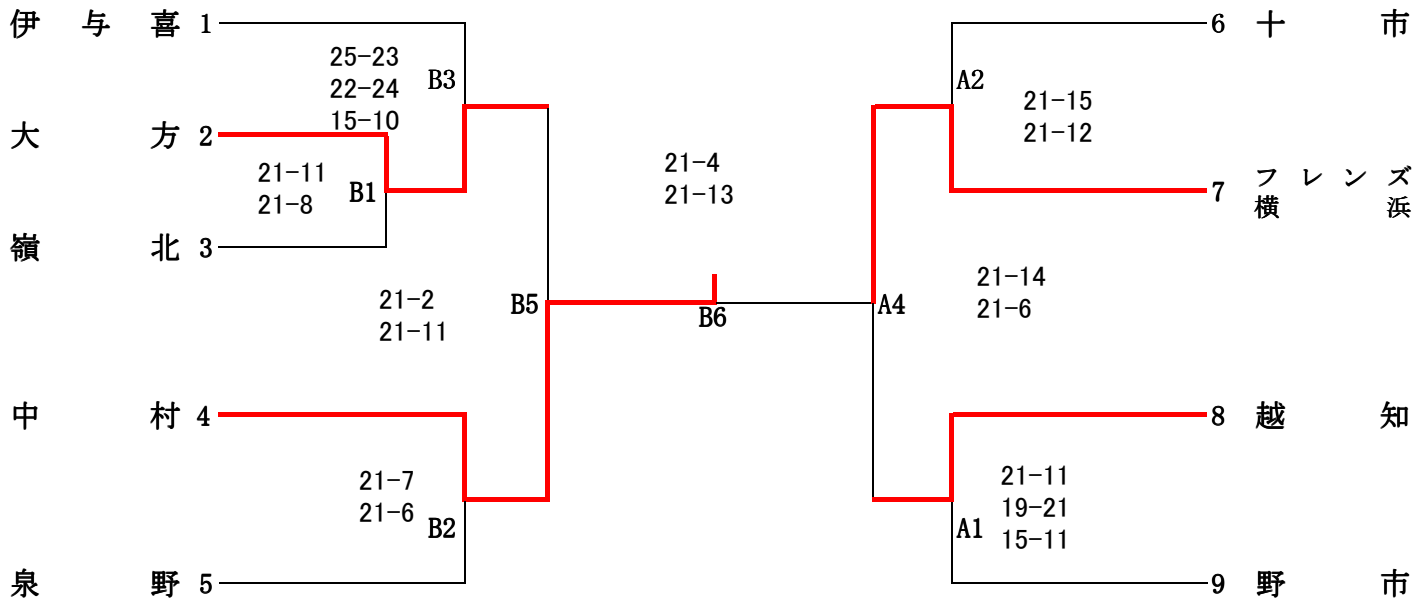 伊与喜 1
25-23
22-24
15-10
B3
大方 2
21-11
21-8
B1
嶺北 3
21-2
21-11
B5
中村 4
21-7
21-6
B2
泉野 5
21-4
21-13
B6
6 十市
A2
21-15
21-12
7 フレンズ
横浜
A4
21-14
21-6
8 越知
21-11
19-21
15-11
A1
9 野市